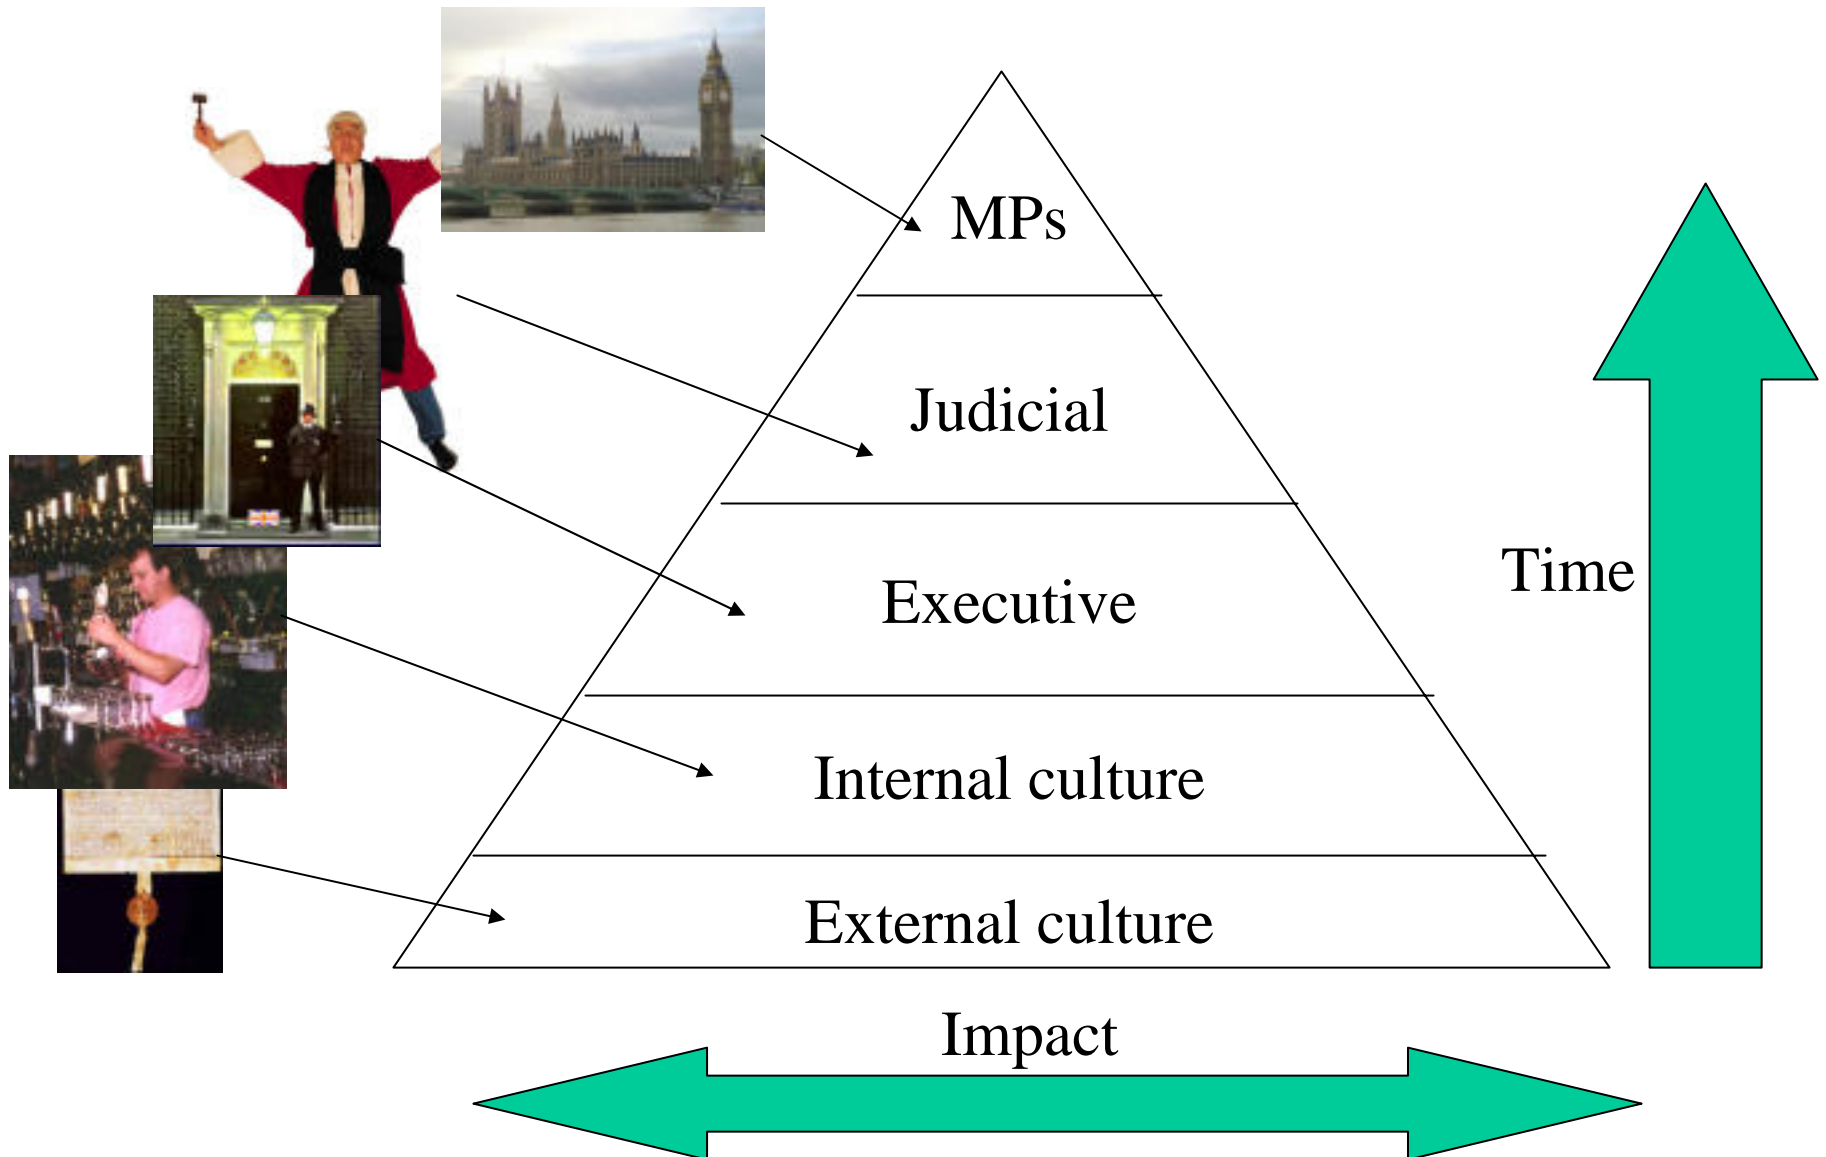 MPs
Judicial
Executive
Time
Internal culture
External culture
Impact